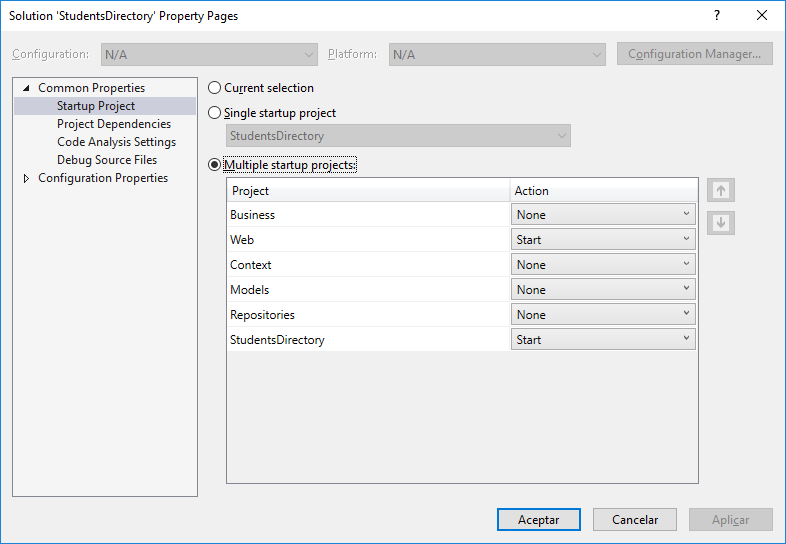 Solution 'StudentsDirectory' Property Pages
Configuration: N/A Platform: N/A Configuration Manager...
Common Properties
Startup Project
Project Dependencies
Code Analysis Settings
Debug Source Files
Configuration Properties
Current selection
Single startup project
StudentsDirectory
Multiple startup projects:
Project Action
Business None
Web Start
Context None
Models None
Repositories None
StudentsDirectory Start
Aceptar Cancelar Aplicar